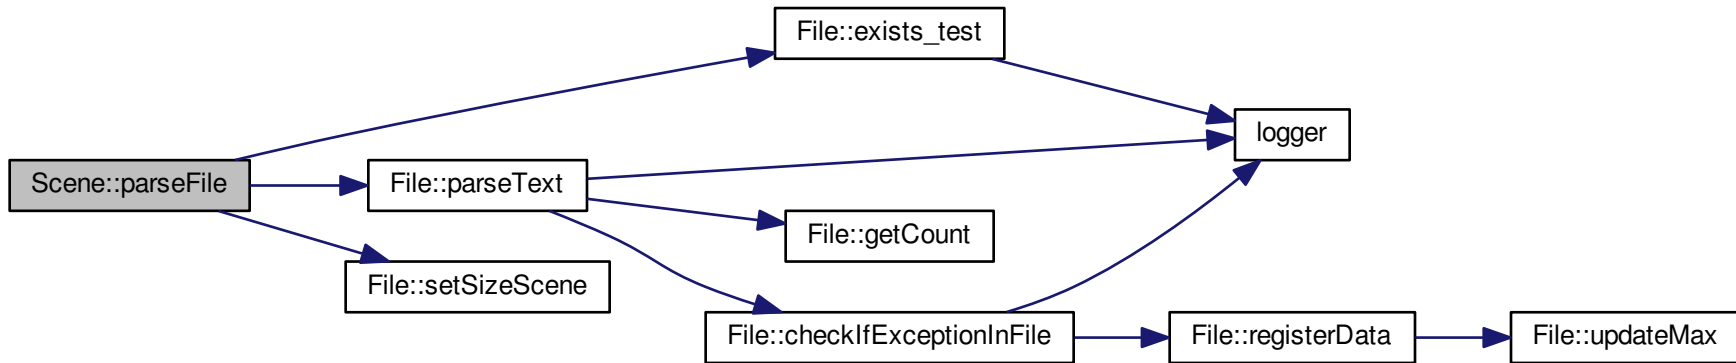 File::exists_test
logger
Scene::parseFile
File::parseText
File::getCount
File::setSizeScene
File::checkIfExceptionInFile
File::registerData
File::updateMax